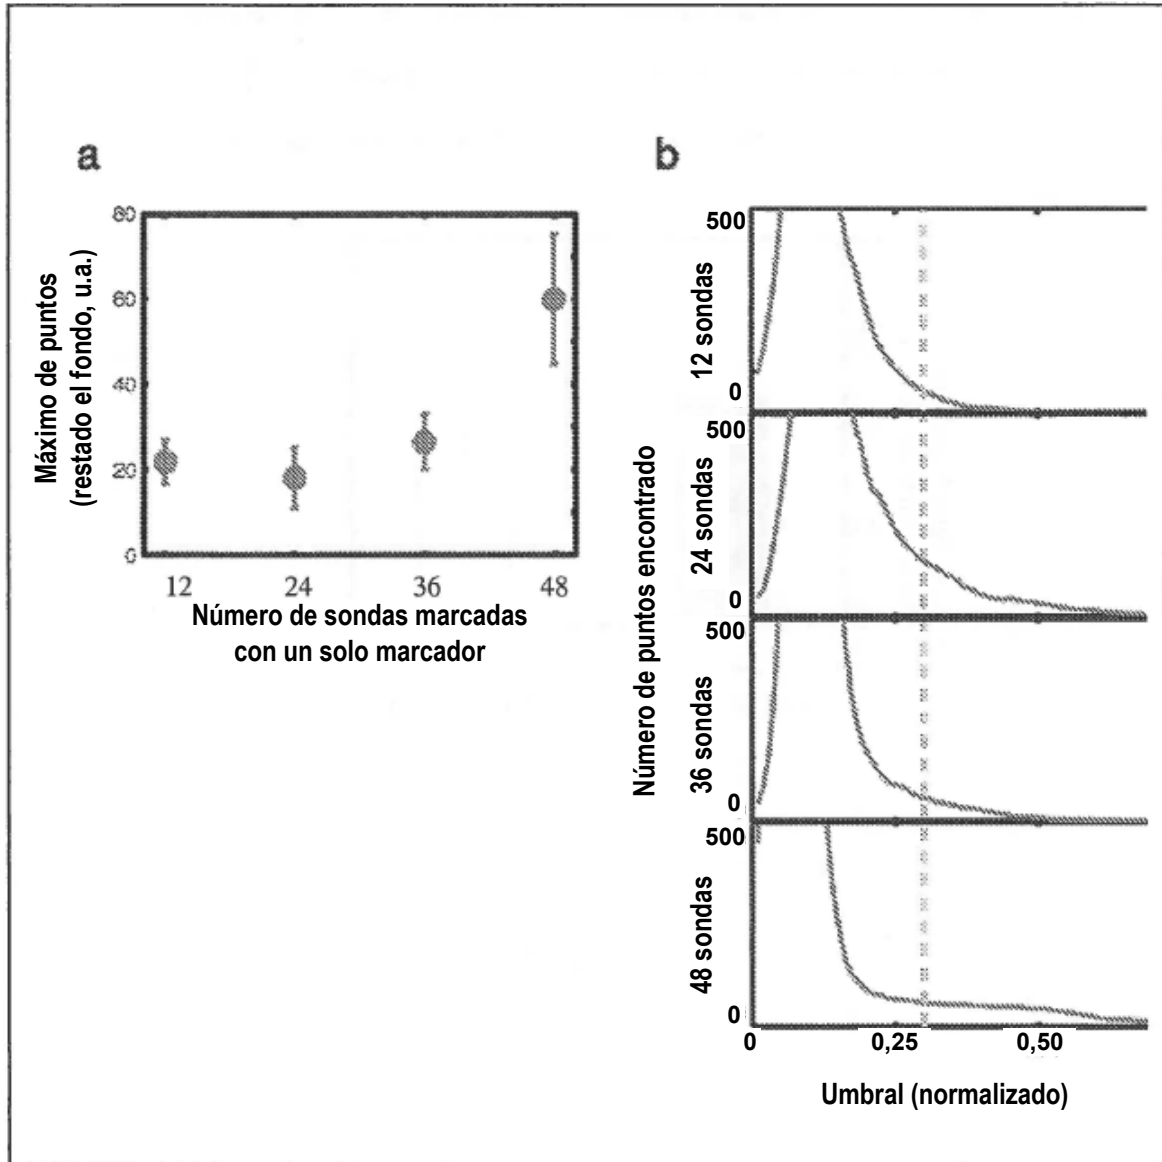 a
80
60
40
20
0
Máximo de puntos
(restado el fondo, u.a.)
12 24 36 48
Número de sondas marcadas
con un solo marcador
b
Número de puntos encontrado
500
12 sondas
0
500
24 sondas
0
500
36 sondas
0
500
48 sondas
0
0 0,25 0,50
Umbral (normalizado)